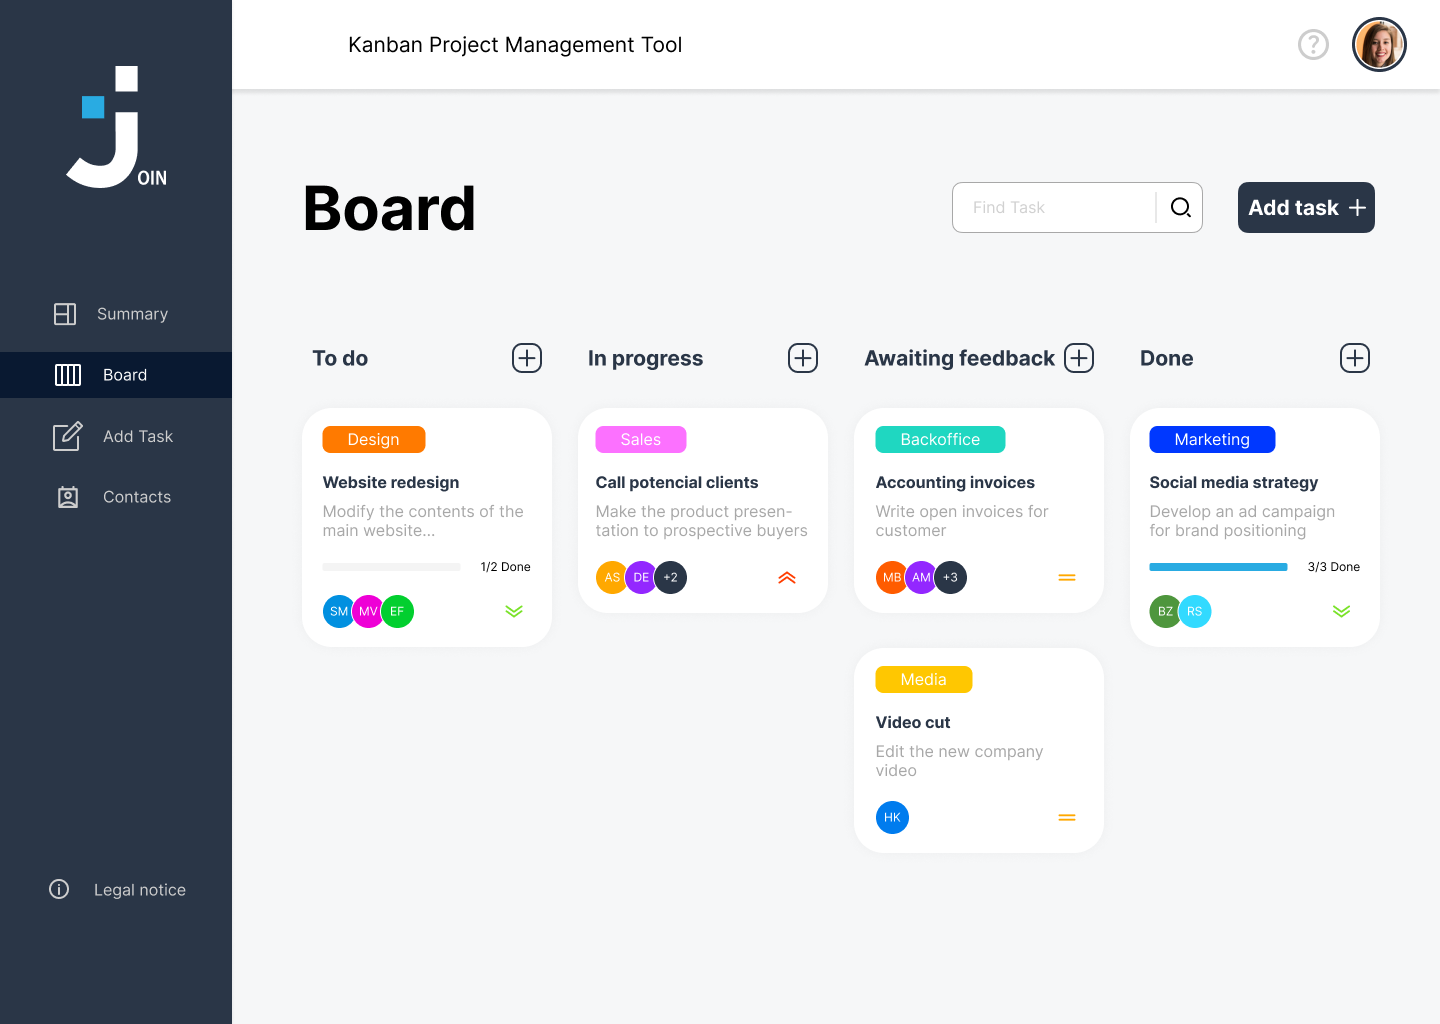 Kanban Project Management Tool
OIN
Board
Find Task
Add task
Summary
Board
Add Task
Contacts
Legal notice
To do
Design
Website redesign
Modify the contents of the
main website...
1/2 Done
SM MV EF
In progress
Sales
Call potencial clients
Make the product presen-
tation to prospective buyers
AS DE +2
Awaiting feedback
Backoffice
Accounting invoices
Write open invoices for
customer
MB AM +3
Media
Video cut
Edit the new company
video
HK
Done
Marketing
Social media strategy
Develop an ad campaign
for brand positioning
3/3 Done
BZ RS